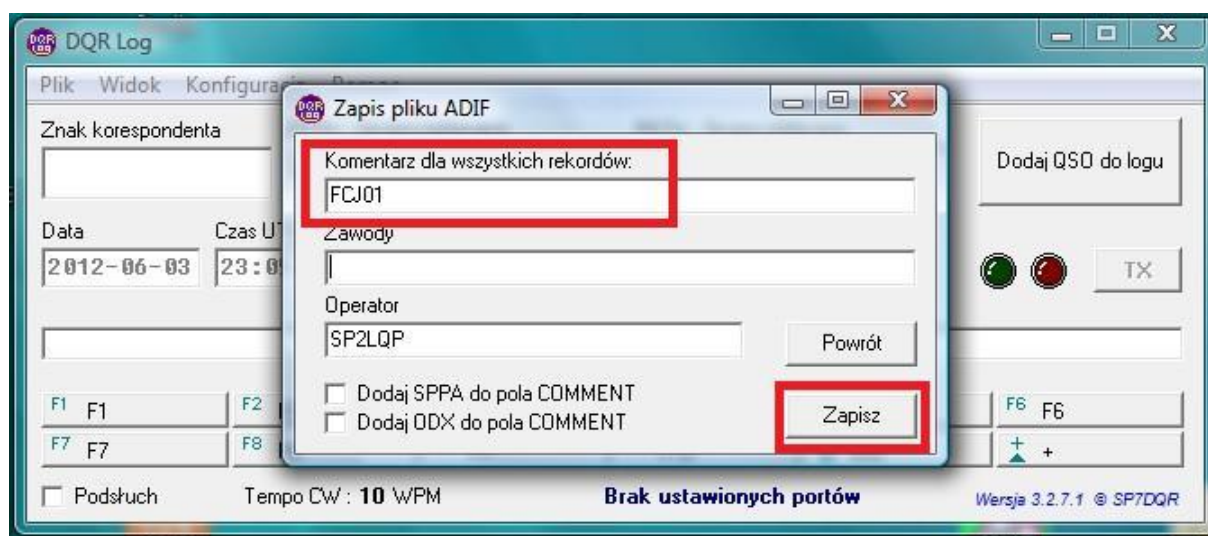 DQR Log
Plik Widok
Zapis pliku ADIF
Znak korespondenta
Komentarz dla wszystkich rekordów:
Dodaj QSO do logu
FCJ01
Data
Zawody
2012-06-03
TX
Operator
SP2LQP
Powrót
Dodaj SPPA do pola COMMENT
Dodaj ODX do pola COMMENT
Zapisz
F1 F1
F2
F6 F6
F7 F7
F8
+ +
Podsłuch
Tempo CW : 10 WPM
Brak ustawionych portów
Wersja 3.2.7.1 © SP7DQR